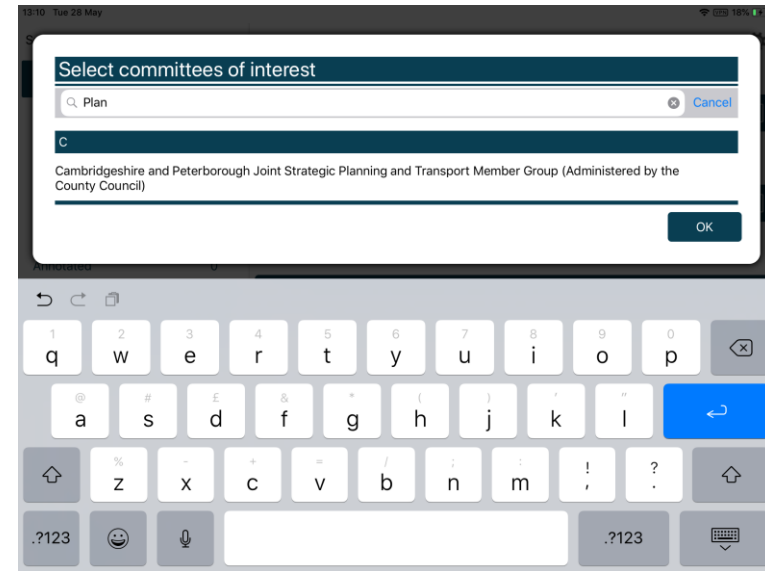 13:10 Tue 28 May
VPN 18%
Select committees of interest
Plan
Cancel
C
Cambridgeshire and Peterborough Joint Strategic Planning and Transport Member Group (Administered by the
County Council)
OK
Annotated 0
1 2 3 4 5 6 7 8 9 0
q w e r t y u i o p
@ # £ & * ( ) ' "
a s d f g h j k l
% - + = / ; : ! ?
z x c v b n m , .
.?123 .?123